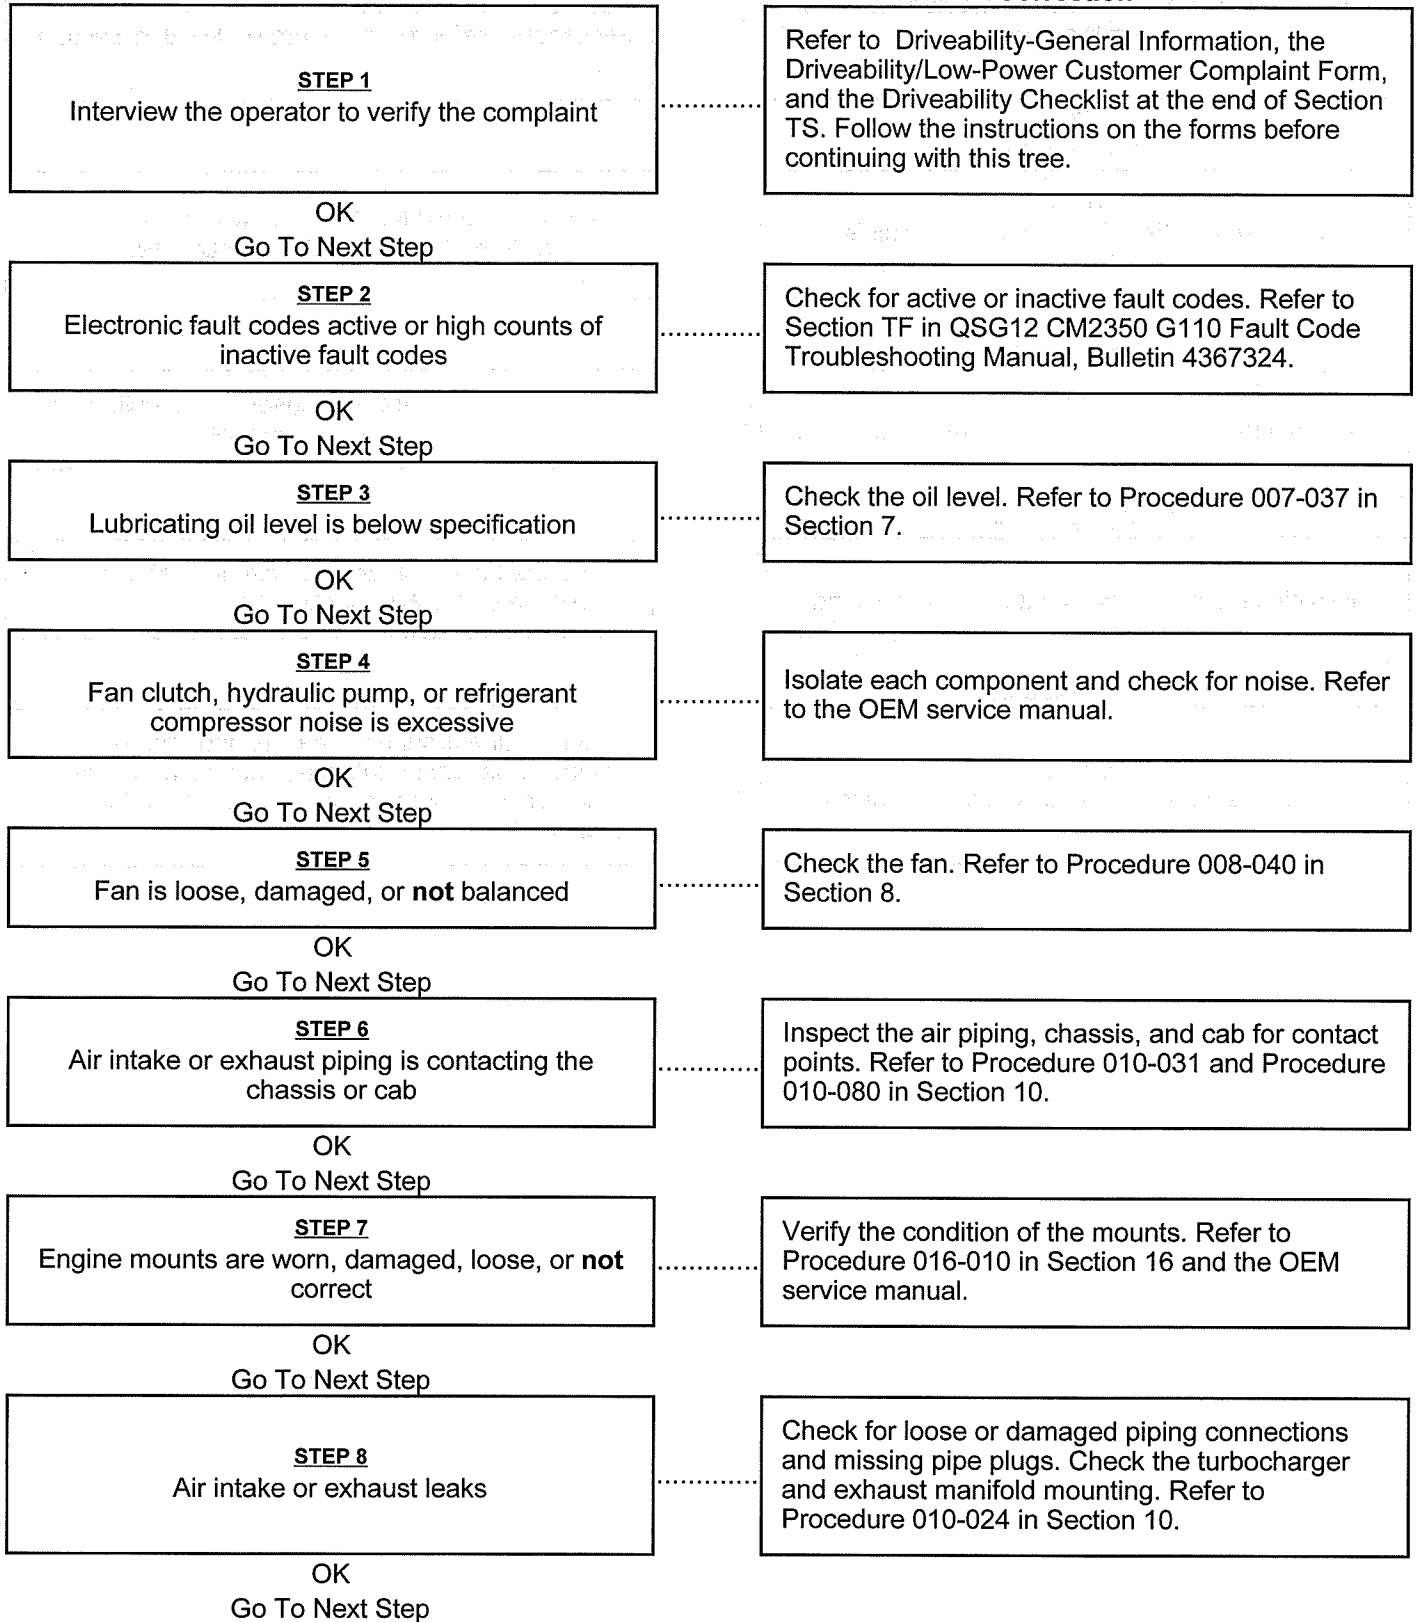 STEP 1
Interview the operator to verify the complaint
Refer to Driveability-General Information, the
Driveability/Low-Power Customer Complaint Form,
and the Driveability Checklist at the end of Section
TS. Follow the instructions on the forms before
continuing with this tree.
OK
Go To Next Step
STEP 2
Electronic fault codes active or high counts of
inactive fault codes
Check for active or inactive fault codes. Refer to
Section TF in QSG12 CM2350 G110 Fault Code
Troubleshooting Manual, Bulletin 4367324.
OK
Go To Next Step
STEP 3
Lubricating oil level is below specification
Check the oil level. Refer to Procedure 007-037 in
Section 7.
OK
Go To Next Step
STEP 4
Fan clutch, hydraulic pump, or refrigerant
compressor noise is excessive
Isolate each component and check for noise. Refer
to the OEM service manual.
OK
Go To Next Step
STEP 5
Fan is loose, damaged, or not balanced
Check the fan. Refer to Procedure 008-040 in
Section 8.
OK
Go To Next Step
STEP 6
Air intake or exhaust piping is contacting the
chassis or cab
Inspect the air piping, chassis, and cab for contact
points. Refer to Procedure 010-031 and Procedure
010-080 in Section 10.
OK
Go To Next Step
STEP 7
Engine mounts are worn, damaged, loose, or not
correct
Verify the condition of the mounts. Refer to
Procedure 016-010 in Section 16 and the OEM
service manual.
OK
Go To Next Step
STEP 8
Air intake or exhaust leaks
Check for loose or damaged piping connections
and missing pipe plugs. Check the turbocharger
and exhaust manifold mounting. Refer to
Procedure 010-024 in Section 10.
OK
Go To Next Step